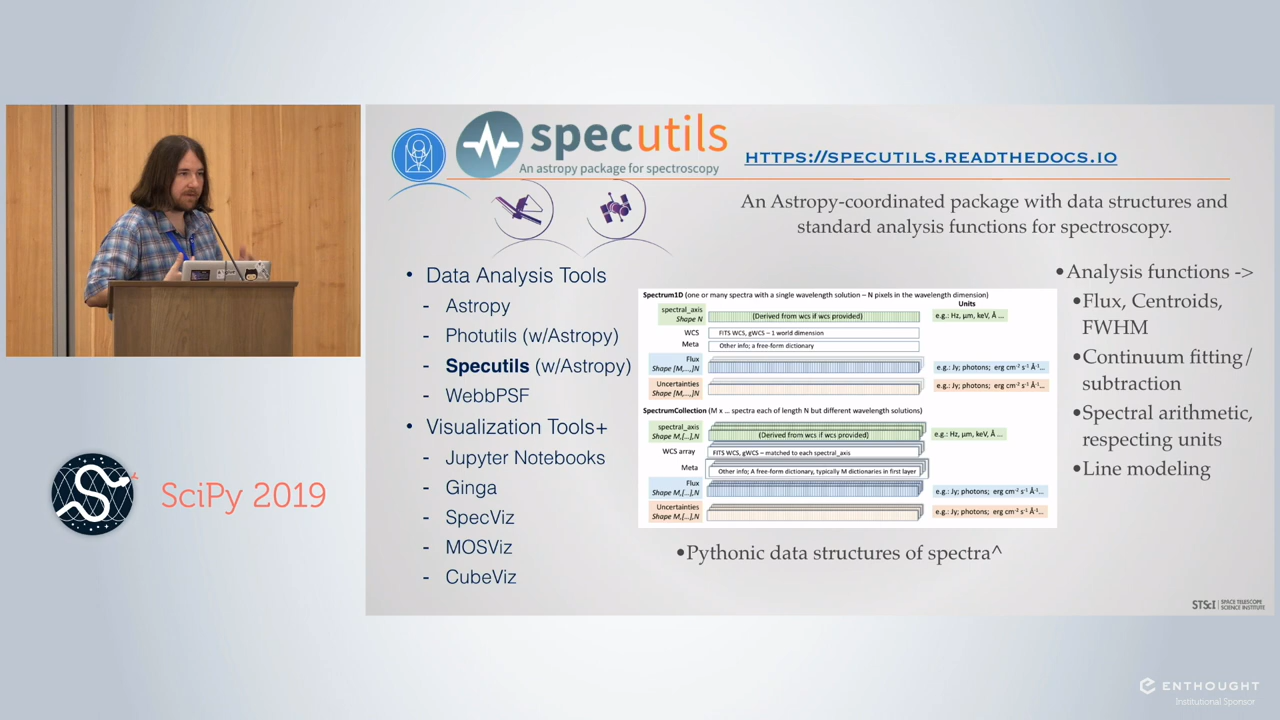 specutils
An astropy package for spectroscopy
HTTPS://SPECUTILS.READTHEDOCS.IO
An Astropy-coordinated package with data structures and
standard analysis functions for spectroscopy.
• Data Analysis Tools
- Astropy
- Photutils (w/Astropy)
- Specutils (w/Astropy)
- WebbPSF
• Visualization Tools+
- Jupyter Notebooks
- Ginga
- SpecViz
- MOSViz
- CubeViz
Spectrum1D (one or many spectra with a single wavelength solution – N pixels in the wavelength dimension)
Units
spectral_axis
Shape N
(Derived from wcs if wcs provided)
e.g.: Hz, μm, keV, Å ...
WCS
FITS WCS, gWCS – 1 world dimension
Meta
Other info; a free-form dictionary
Flux
Shape [M,...,]N
e.g.: Jy; photons; erg cm⁻² s⁻¹ Å⁻¹...
Uncertainties
Shape [M,...,]N
e.g.: Jy; photons; erg cm⁻² s⁻¹ Å⁻¹...
SpectrumCollection (M x ... spectra each of length N but different wavelength solutions)
spectral_axis
Shape M,[...,]N
(Derived from wcs if wcs provided)
e.g.: Hz, μm, keV, Å ...
WCS array
FITS WCS, gWCS – matched to each spectral_axis
Meta
Other info; A free-form dictionary, typically M dictionaries in first layer
Flux
Shape M,[...,]N
e.g.: Jy; photons; erg cm⁻² s⁻¹ Å⁻¹...
Uncertainties
Shape M,[...,]N
e.g.: Jy; photons; erg cm⁻² s⁻¹ Å⁻¹...
•Pythonic data structures of spectra^
•Analysis functions ->
•Flux, Centroids,
FWHM
•Continuum fitting/
subtraction
•Spectral arithmetic,
respecting units
•Line modeling
STScI | SPACE TELESCOPE
SCIENCE INSTITUTE
SciPy 2019
ENTHOUGHT
Institutional Sponsor